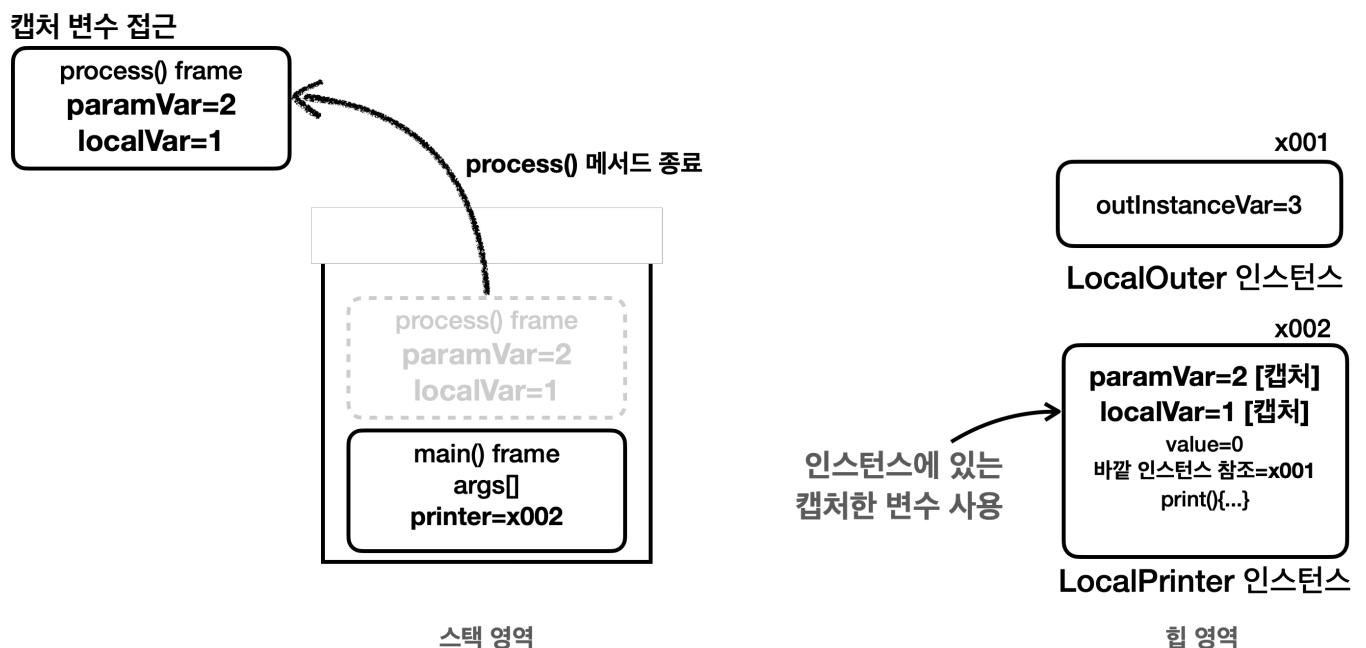 캡처 변수 접근
process() frame
paramVar=2
localVar=1
process() 메서드 종료
process() frame
paramVar=2
localVar=1
main() frame
args[]
printer=x002
스택 영역
x001
outInstanceVar=3
LocalOuter 인스턴스
x002
paramVar=2 [캡처]
localVar=1 [캡처]
value=0
바깥 인스턴스 참조=x001
print(){...}
LocalPrinter 인스턴스
인스턴스에 있는
캡처한 변수 사용
힙 영역